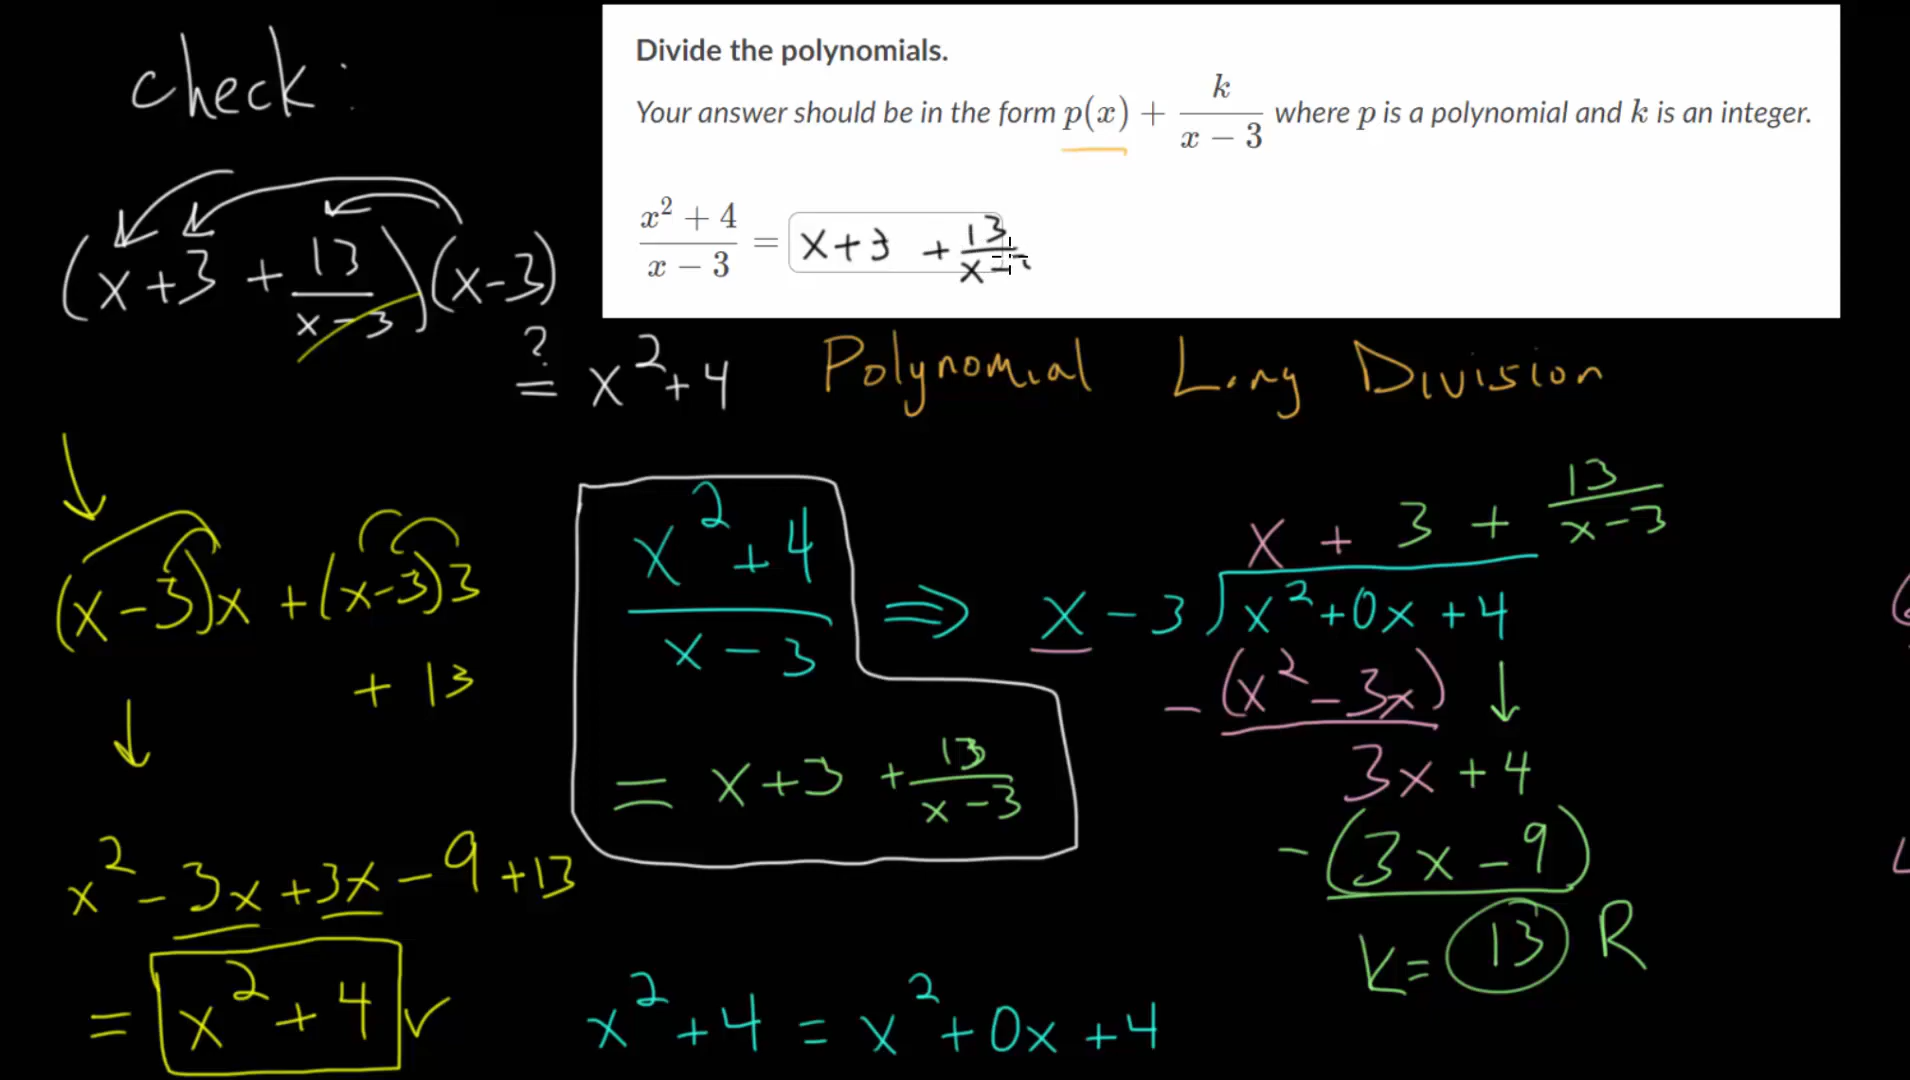 check:
Divide the polynomials.
Your answer should be in the form p(x) + k/(x − 3) where p is a polynomial and k is an integer.
(x² + 4)/(x − 3) = x+3 + 13/(x−
(x+3 + 13/(x−3))(x−3)
?
= x²+4
Polynomial Long Division
(x−3)x + (x−3)3
+ 13
x² − 3x + 3x − 9 + 13
= x² + 4 ✓
(x²+4)/(x−3) ⇒
= x+3 + 13/(x−3)
x + 3 + 13/(x−3)
x − 3 ) x² + 0x + 4
− (x² − 3x)
3x + 4
− (3x − 9)
k = 13 R
x² + 4 = x² + 0x + 4